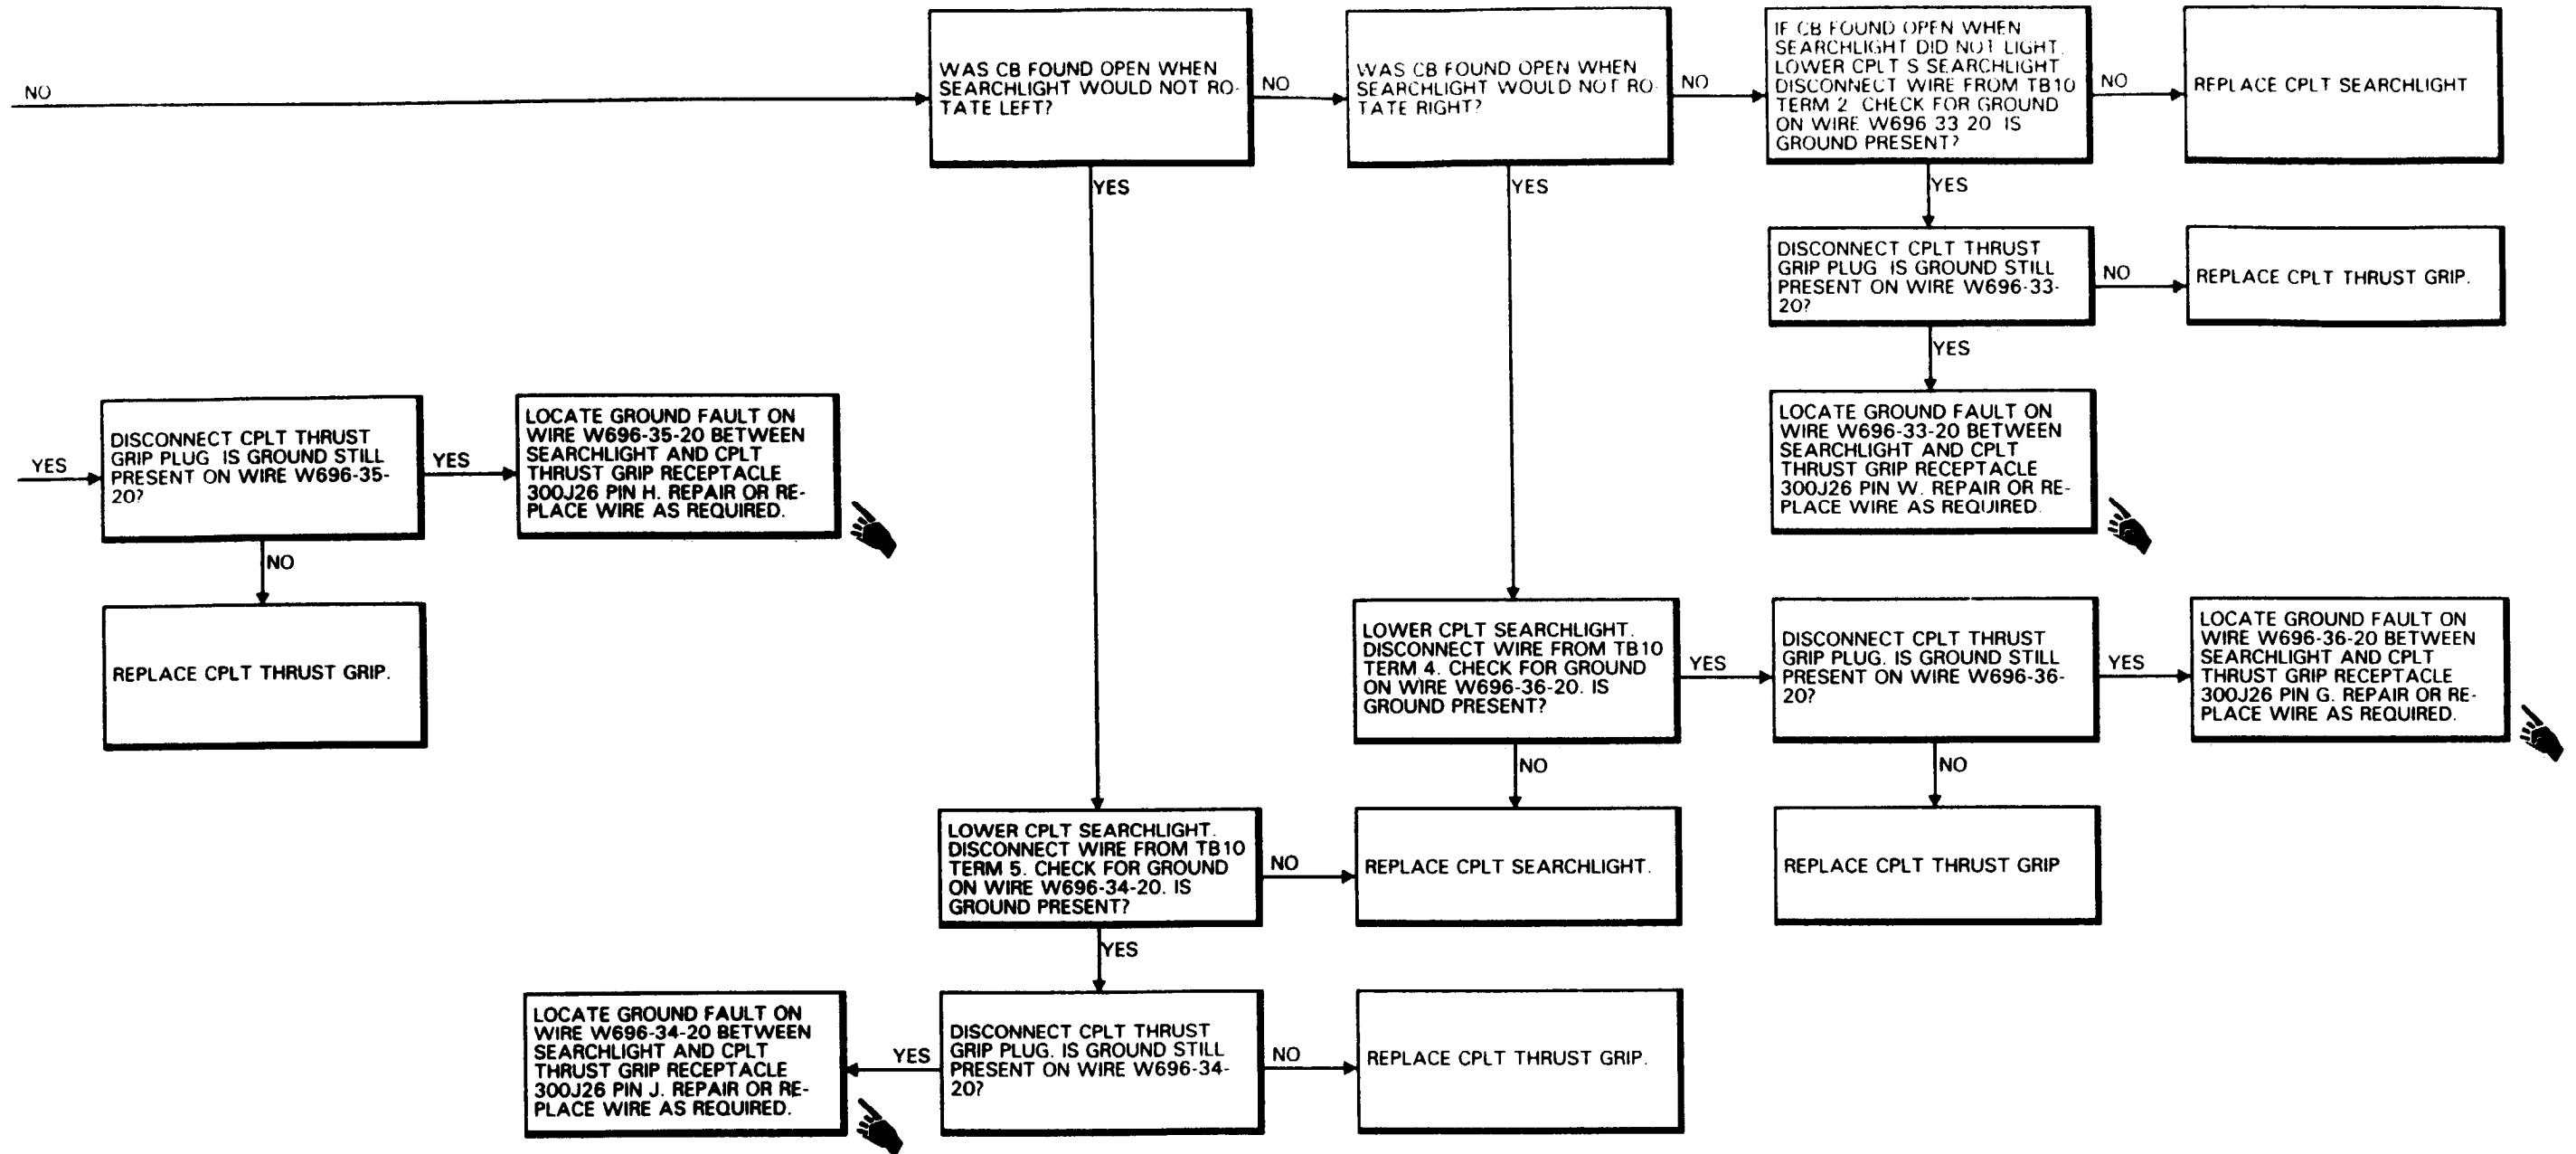 NO
WAS CB FOUND OPEN WHEN
SEARCHLIGHT WOULD NOT RO-
TATE LEFT?
NO
WAS CB FOUND OPEN WHEN
SEARCHLIGHT WOULD NOT RO-
TATE RIGHT?
NO
IF CB FOUND OPEN WHEN
SEARCHLIGHT DID NOT LIGHT.
LOWER CPLT S SEARCHLIGHT
DISCONNECT WIRE FROM TB10
TERM 2 CHECK FOR GROUND
ON WIRE W696 33 20 IS
GROUND PRESENT?
NO
REPLACE CPLT SEARCHLIGHT
YES
YES
YES
DISCONNECT CPLT THRUST
GRIP PLUG IS GROUND STILL
PRESENT ON WIRE W696-33-
20?
NO
REPLACE CPLT THRUST GRIP.
YES
LOCATE GROUND FAULT ON
WIRE W696-33-20 BETWEEN
SEARCHLIGHT AND CPLT
THRUST GRIP RECEPTACLE
300J26 PIN W. REPAIR OR RE-
PLACE WIRE AS REQUIRED.
YES
DISCONNECT CPLT THRUST
GRIP PLUG IS GROUND STILL
PRESENT ON WIRE W696-35-
20?
YES
LOCATE GROUND FAULT ON
WIRE W696-35-20 BETWEEN
SEARCHLIGHT AND CPLT
THRUST GRIP RECEPTACLE
300J26 PIN H. REPAIR OR RE-
PLACE WIRE AS REQUIRED.
NO
REPLACE CPLT THRUST GRIP.
LOWER CPLT SEARCHLIGHT.
DISCONNECT WIRE FROM TB10
TERM 4. CHECK FOR GROUND
ON WIRE W696-36-20. IS
GROUND PRESENT?
YES
DISCONNECT CPLT THRUST
GRIP PLUG. IS GROUND STILL
PRESENT ON WIRE W696-36-
20?
YES
LOCATE GROUND FAULT ON
WIRE W696-36-20 BETWEEN
SEARCHLIGHT AND CPLT
THRUST GRIP RECEPTACLE
300J26 PIN G. REPAIR OR RE-
PLACE WIRE AS REQUIRED.
NO
NO
LOWER CPLT SEARCHLIGHT.
DISCONNECT WIRE FROM TB10
TERM 5. CHECK FOR GROUND
ON WIRE W696-34-20. IS
GROUND PRESENT?
NO
REPLACE CPLT SEARCHLIGHT.
REPLACE CPLT THRUST GRIP
YES
LOCATE GROUND FAULT ON
WIRE W696-34-20 BETWEEN
SEARCHLIGHT AND CPLT
THRUST GRIP RECEPTACLE
300J26 PIN J. REPAIR OR RE-
PLACE WIRE AS REQUIRED.
YES
DISCONNECT CPLT THRUST
GRIP PLUG. IS GROUND STILL
PRESENT ON WIRE W696-34-
20?
NO
REPLACE CPLT THRUST GRIP.